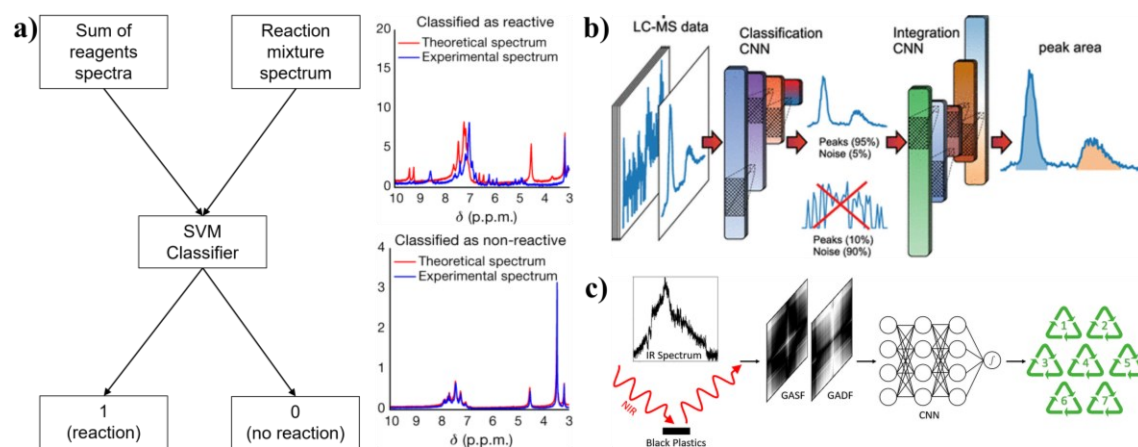 a)
Sum of
reagents
spectra
Reaction
mixture
spectrum
SVM
Classifier
1
(reaction)
0
(no reaction)
Classified as reactive
20
Theoretical spectrum
Experimental spectrum
15
10
5
0
10 9 8 7 6 5 4 3
δ (p.p.m.)
Classified as non-reactive
4
Theoretical spectrum
Experimental spectrum
3
2
1
0
10 9 8 7 6 5 4 3
δ (p.p.m.)
b)
LC-MS data
Classification
CNN
Integration
CNN
peak area
Peaks (95%)
Noise (5%)
Peaks (10%)
Noise (90%)
c)
IR Spectrum
NIR
Black Plastics
GASF
GADF
CNN
∫
1 2
3 4 5
6 7